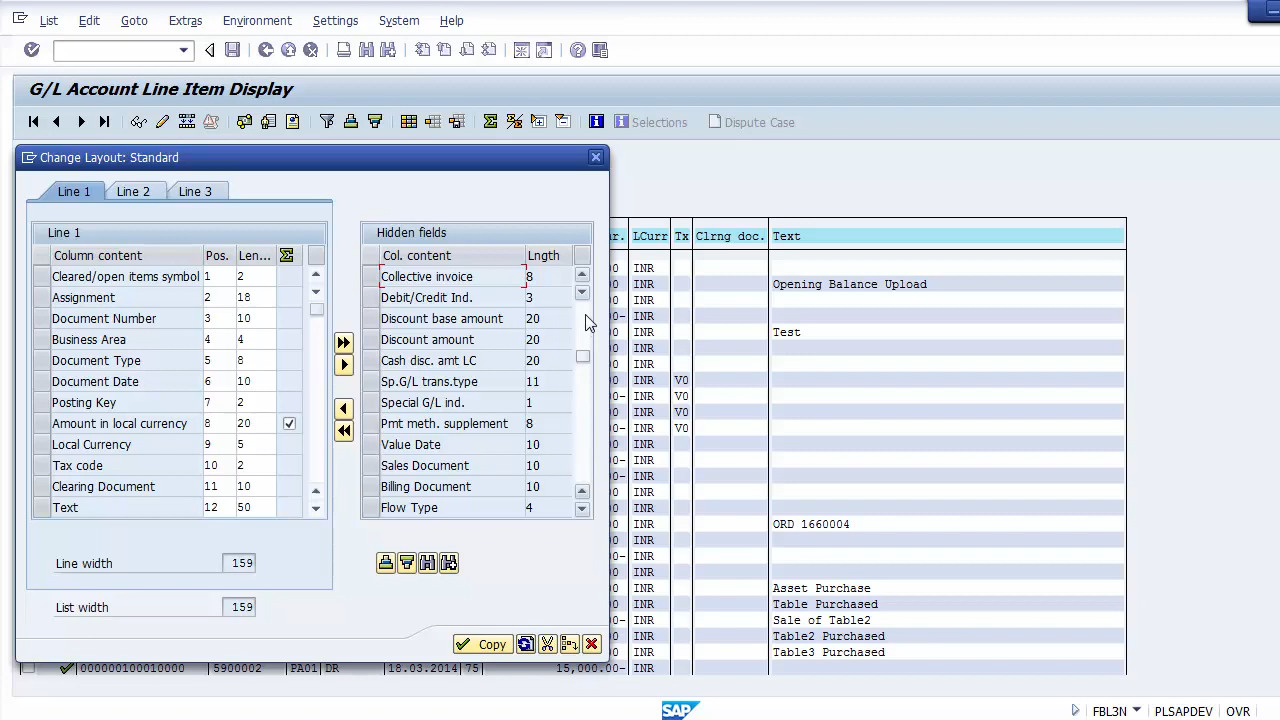 List Edit Goto Extras Environment Settings System Help
G/L Account Line Item Display
Selections Dispute Case
Change Layout: Standard
Line 1 Line 2 Line 3
Line 1
Column content Pos. Len...
Cleared/open items symbol 1 2
Assignment 2 18
Document Number 3 10
Business Area 4 4
Document Type 5 8
Document Date 6 10
Posting Key 7 2
Amount in local currency 8 20
Local Currency 9 5
Tax code 10 2
Clearing Document 11 10
Text 12 50
Line width 159
List width 159
Hidden fields
Col. content Lngth
Collective invoice 8
Debit/Credit Ind. 3
Discount base amount 20
Discount amount 20
Cash disc. amt LC 20
Sp.G/L trans.type 11
Special G/L ind. 1
Pmt meth. supplement 8
Value Date 10
Sales Document 10
Billing Document 10
Flow Type 4
Copy
LCurr Tx Clrng doc. Text
INR
INR Opening Balance Upload
INR
INR
INR Test
INR
INR
INR V0
INR V0
INR V0
INR V0
INR
INR
INR
INR
INR
INR ORD 1660004
INR
INR
INR
INR Asset Purchase
INR Table Purchased
INR Sale of Table2
INR Table2 Purchased
INR Table3 Purchased
000000100010000 5900002 PA01 DR 18.03.2014 75 15,000.00- INR
SAP
FBL3N PLSAPDEV OVR